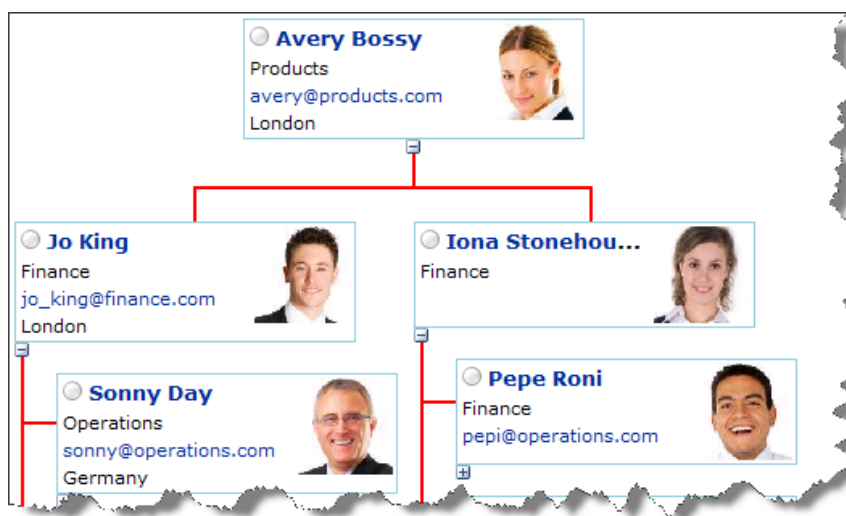 Avery Bossy
Products
avery@products.com
London
Jo King
Finance
jo_king@finance.com
London
Iona Stonehou...
Finance
Sonny Day
Operations
sonny@operations.com
Germany
Pepe Roni
Finance
pepi@operations.com